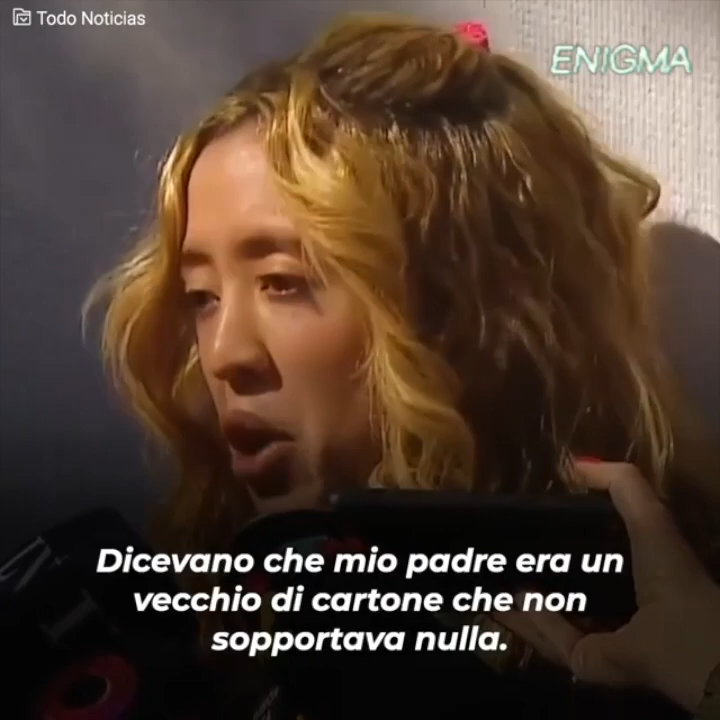 Todo Noticias
ENIGMA
Dicevano che mio padre era un
vecchio di cartone che non
sopportava nulla.